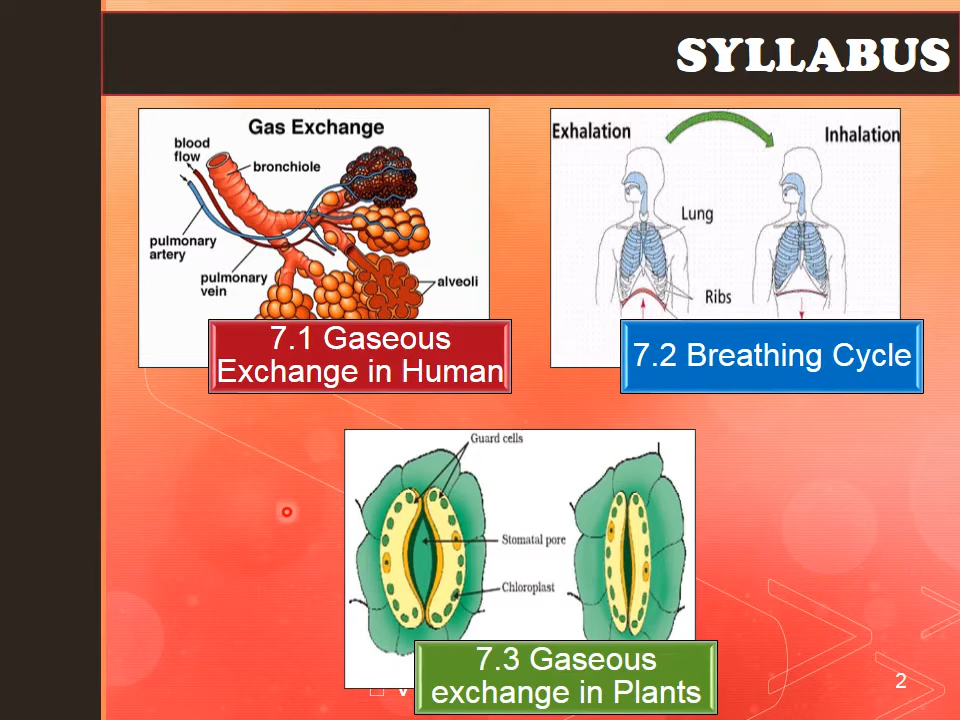 SYLLABUS
Gas Exchange
blood
flow
bronchiole
pulmonary
artery
pulmonary
vein
alveoli
7.1 Gaseous
Exchange in Human
Exhalation
Inhalation
Lung
Ribs
7.2 Breathing Cycle
Guard cells
Stomatal pore
Chloroplast
7.3 Gaseous
exchange in Plants
2